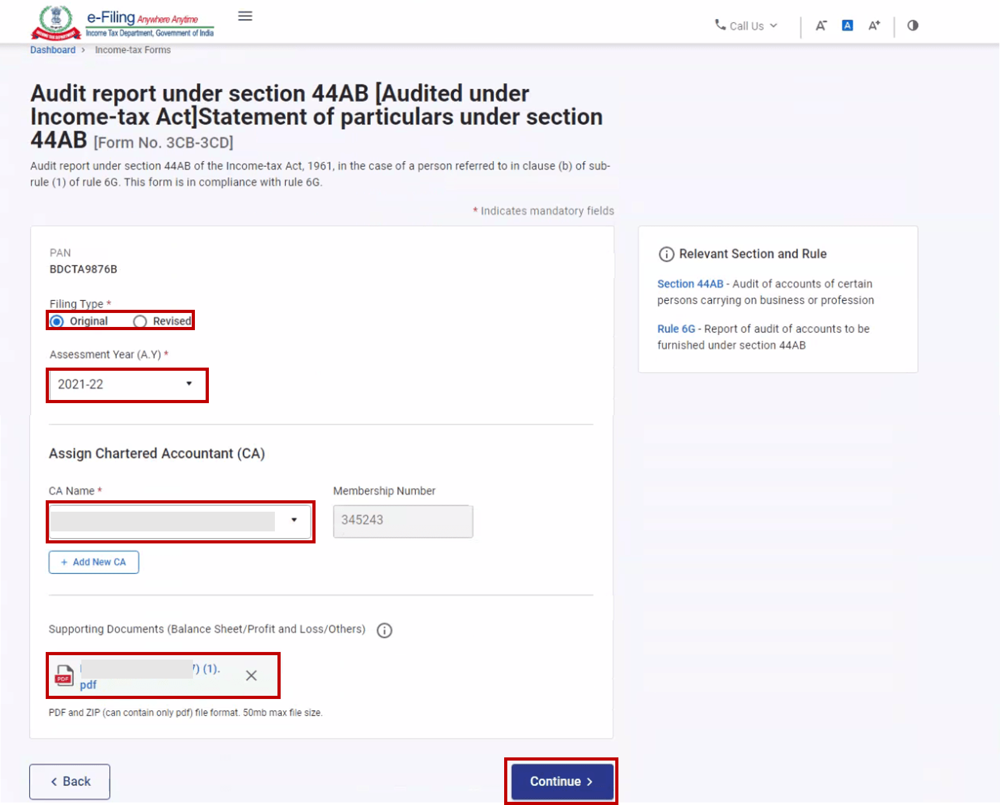 e-Filing Anywhere Anytime
Income Tax Department, Government of India
Call Us
A-
A
A+
Dashboard > Income-tax Forms
Audit report under section 44AB [Audited under
Income-tax Act]Statement of particulars under section
44AB [Form No. 3CB-3CD]
Audit report under section 44AB of the Income-tax Act, 1961, in the case of a person referred to in clause (b) of sub-
rule (1) of rule 6G. This form is in compliance with rule 6G.
* Indicates mandatory fields
PAN
BDCTA9876B
Filing Type *
Original Revised
Assessment Year (A.Y) *
2021-22
Assign Chartered Accountant (CA)
CA Name * Membership Number
345243
+ Add New CA
Supporting Documents (Balance Sheet/Profit and Loss/Others)
PDF
) (1).
pdf
PDF and ZIP (can contain only pdf) file format. 50mb max file size.
< Back
Continue >
Relevant Section and Rule
Section 44AB - Audit of accounts of certain
persons carrying on business or profession
Rule 6G - Report of audit of accounts to be
furnished under section 44AB